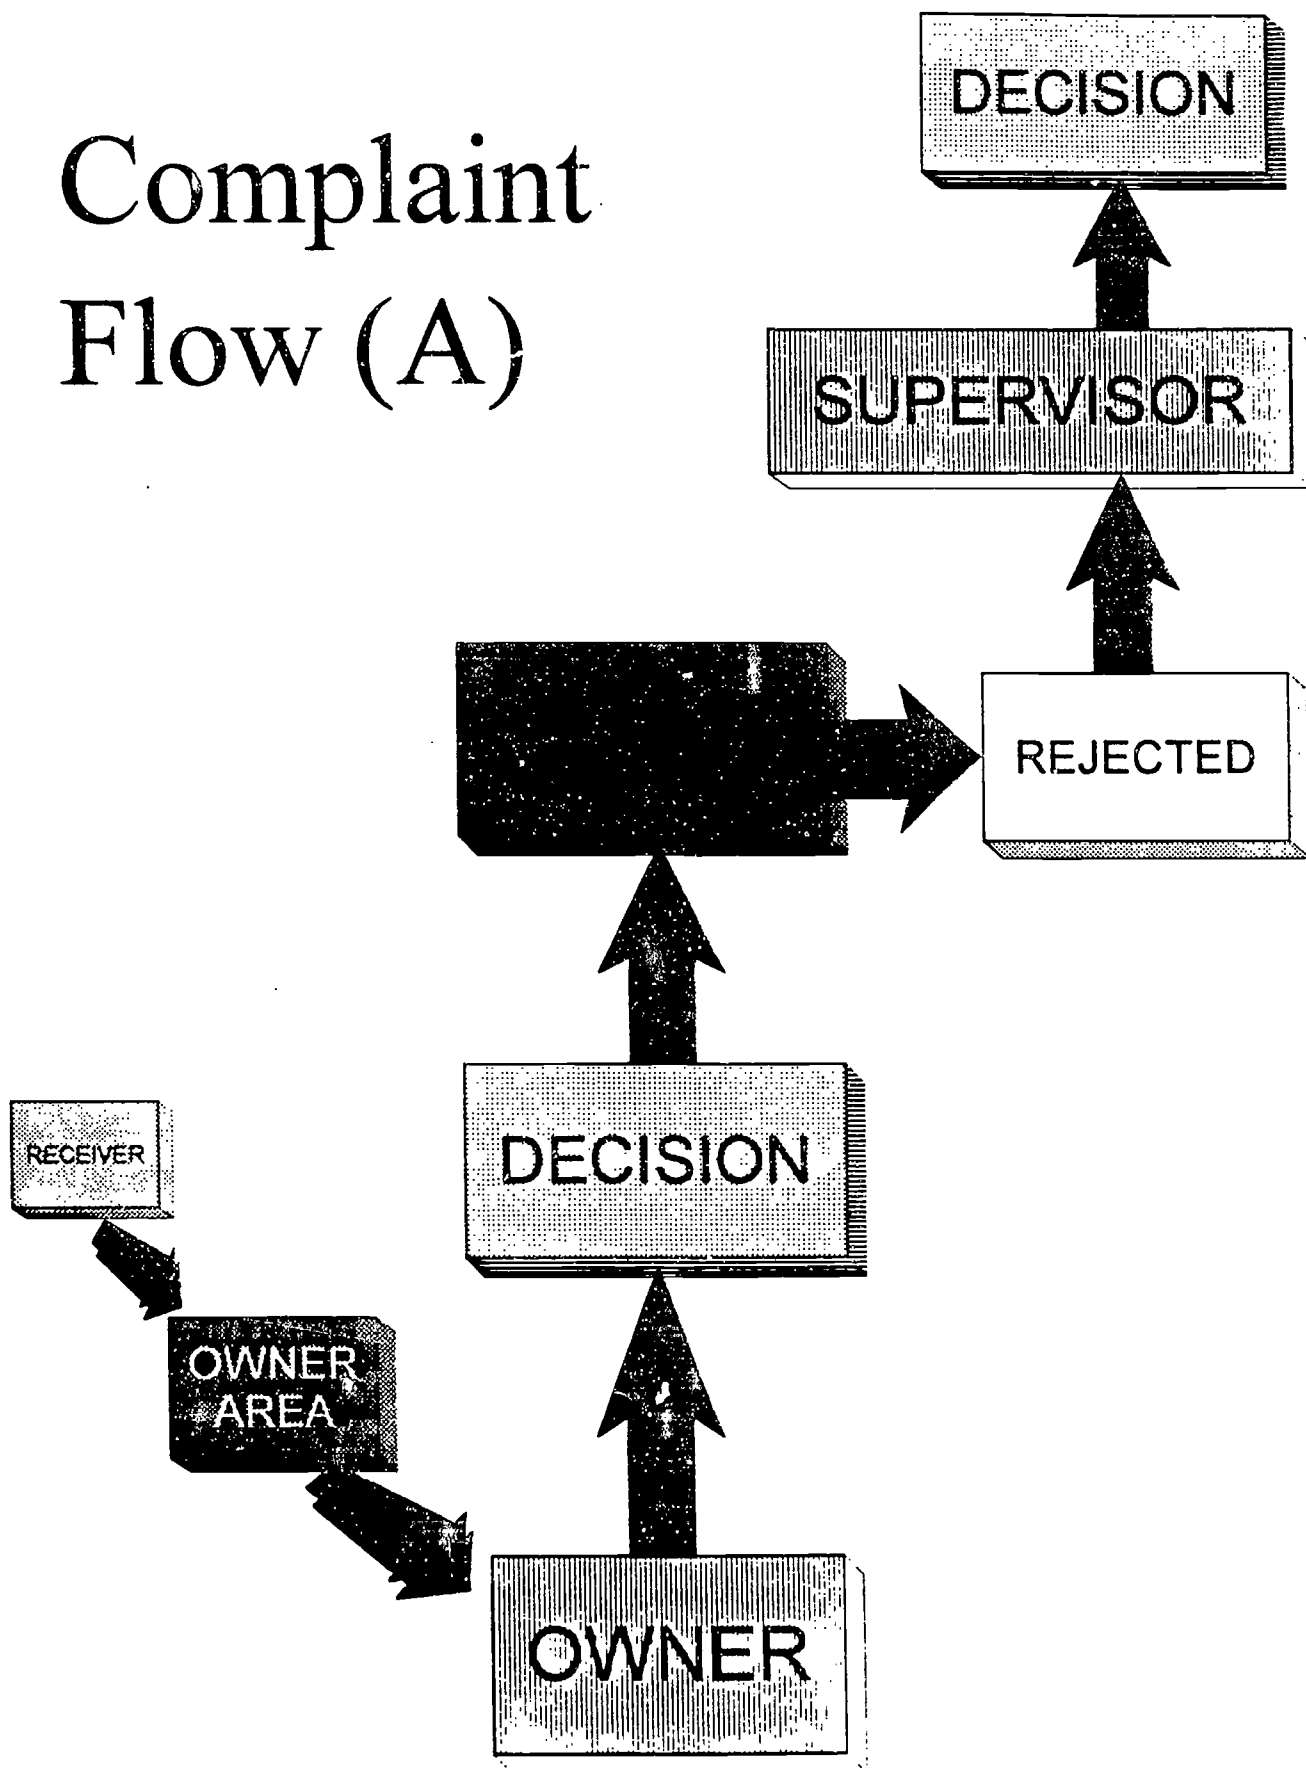 Complaint
Flow (A)
DECISION
SUPERVISOR
REJECTED
DECISION
RECEIVER
OWNER
AREA
OWNER